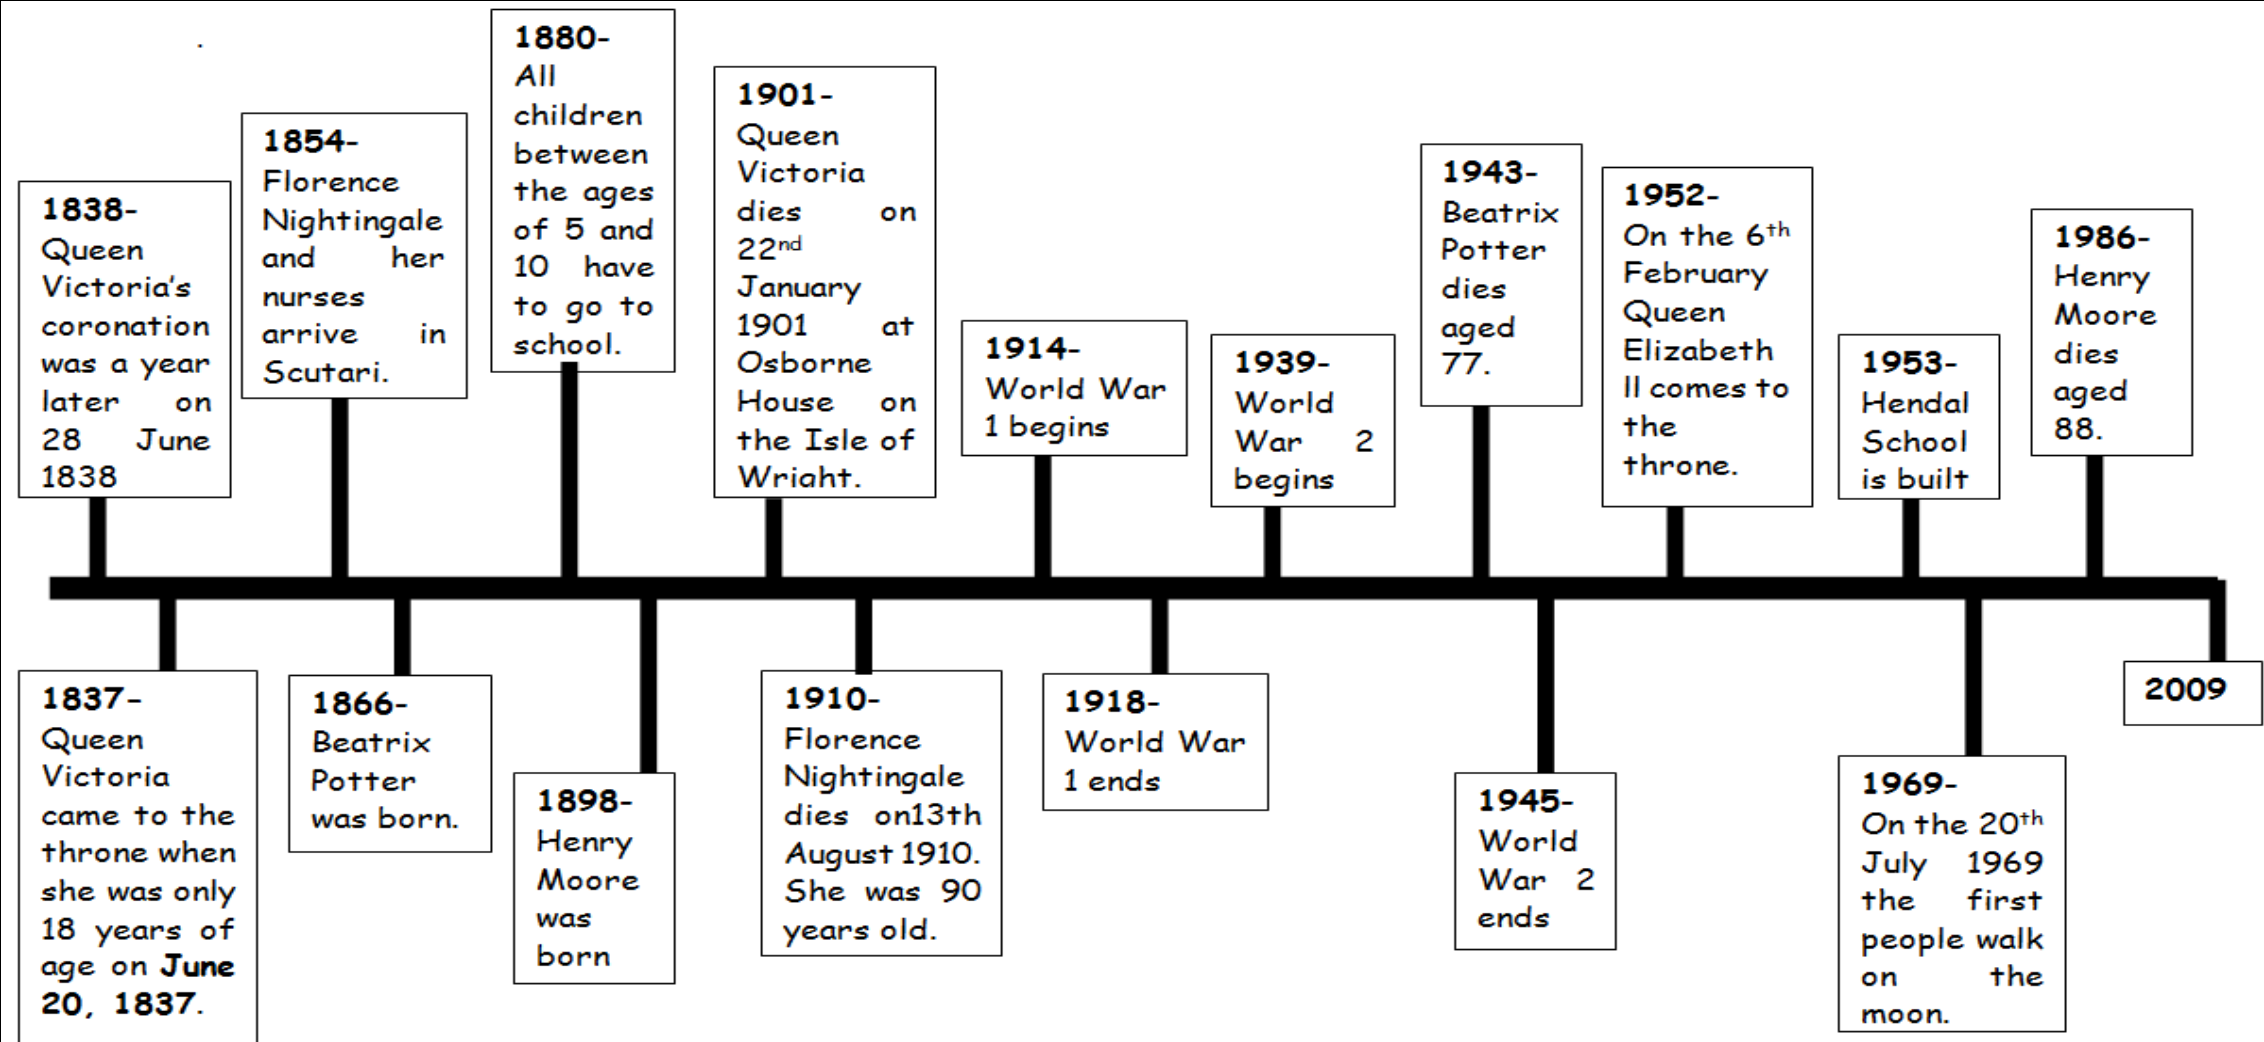 1838-
Queen
Victoria's
coronation
was a year
later on
28 June
1838
1854-
Florence
Nightingale
and her
nurses
arrive in
Scutari.
1880-
All
children
between
the ages
of 5 and
10 have
to go to
school.
1901-
Queen
Victoria
dies on
22nd
January
1901 at
Osborne
House on
the Isle of
Wright.
1914-
World War
1 begins
1939-
World
War 2
begins
1943-
Beatrix
Potter
dies
aged
77.
1952-
On the 6th
February
Queen
Elizabeth
II comes to
the
throne.
1953-
Hendal
School
is built
1986-
Henry
Moore
dies
aged
88.
1837-
Queen
Victoria
came to the
throne when
she was only
18 years of
age on June
20, 1837.
1866-
Beatrix
Potter
was born.
1898-
Henry
Moore
was
born
1910-
Florence
Nightingale
dies on13th
August 1910.
She was 90
years old.
1918-
World War
1 ends
1945-
World
War 2
ends
1969-
On the 20th
July 1969
the first
people walk
on the
moon.
2009